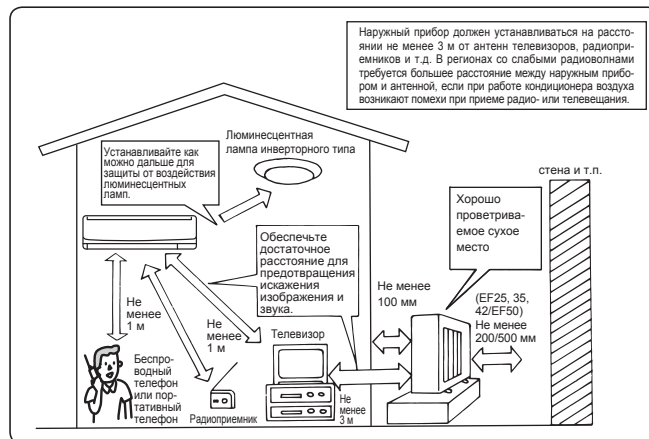 Наружный прибор должен устанавливаться на рассто-
янии не менее 3 м от антенн телевизоров, радиопри-
емников и т.д. В регионах со слабыми радиоволнами
требуется большее расстояние между наружным прибо-
ром и антенной, если при работе кондиционера воздуха
возникают помехи при приеме радио- или телевещания.
Люминесцентная
лампа инверторного типа
Устанавливайте как
можно дальше для
защиты от воздействия
люминесцентных
ламп.
стена и т.п.
Хорошо
проветрива-
емое сухое
место
Обеспечьте
достаточное
расстояние для
предотвращения
искажения
изображения и
звука.
Не менее
100 мм
(EF25, 35,
42/EF50)
Не менее
200/500 мм
Не
менее
1 м
Не
менее
1 м
Телевизор
Беспро-
водный
телефон
или пор-
тативный
телефон
Радиоприемник
Не
менее
3 м